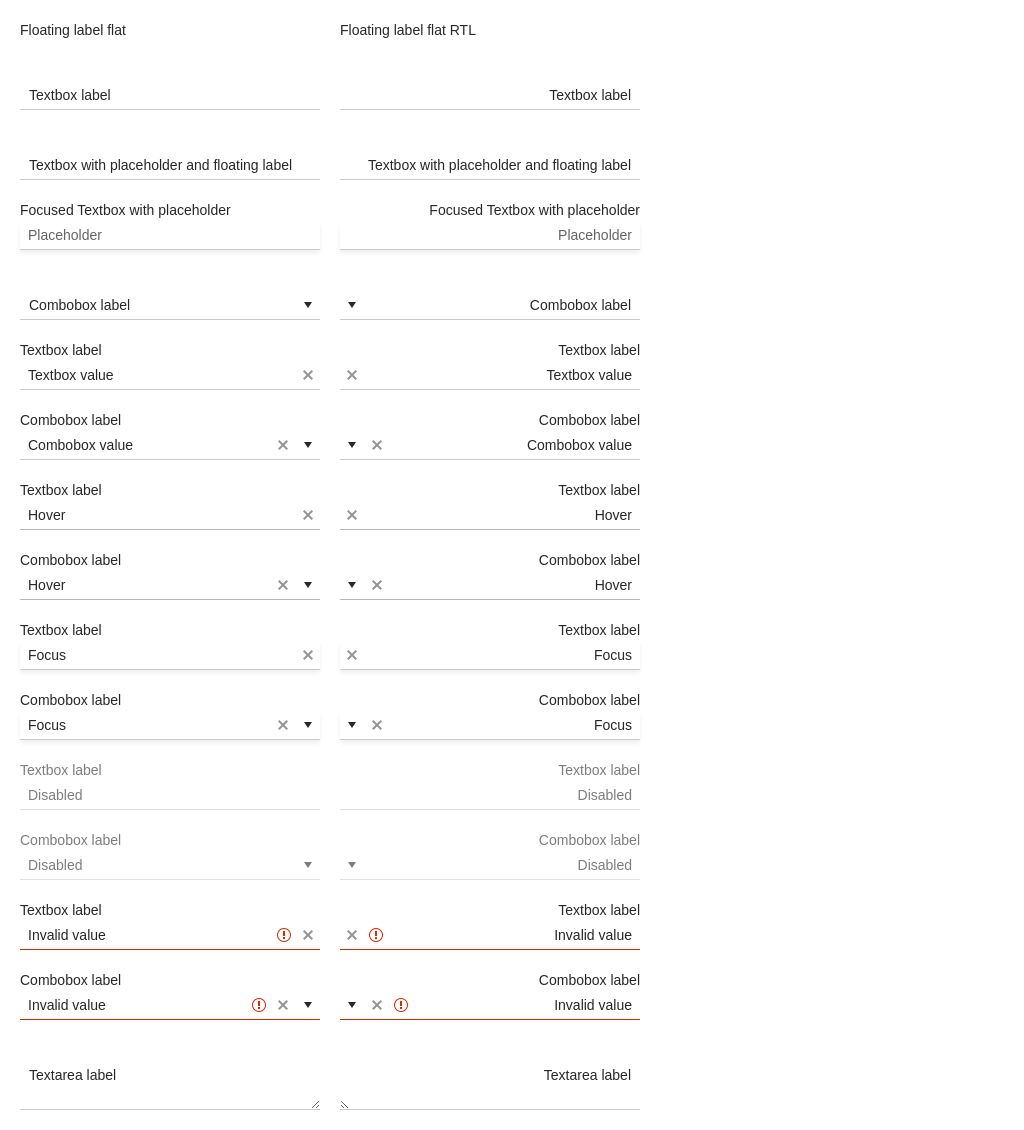 Floating label flat
Floating label flat RTL
Textbox label
Textbox label
Textbox with placeholder and floating label
Textbox with placeholder and floating label
Focused Textbox with placeholder
Focused Textbox with placeholder
Placeholder
Placeholder
Combobox label
Combobox label
Textbox label
Textbox label
Textbox value
Textbox value
Combobox label
Combobox label
Combobox value
Combobox value
Textbox label
Textbox label
Hover
Hover
Combobox label
Combobox label
Hover
Hover
Textbox label
Textbox label
Focus
Focus
Combobox label
Combobox label
Focus
Focus
Textbox label
Textbox label
Disabled
Disabled
Combobox label
Combobox label
Disabled
Disabled
Textbox label
Textbox label
Invalid value
Invalid value
Combobox label
Combobox label
Invalid value
Invalid value
Textarea label
Textarea label